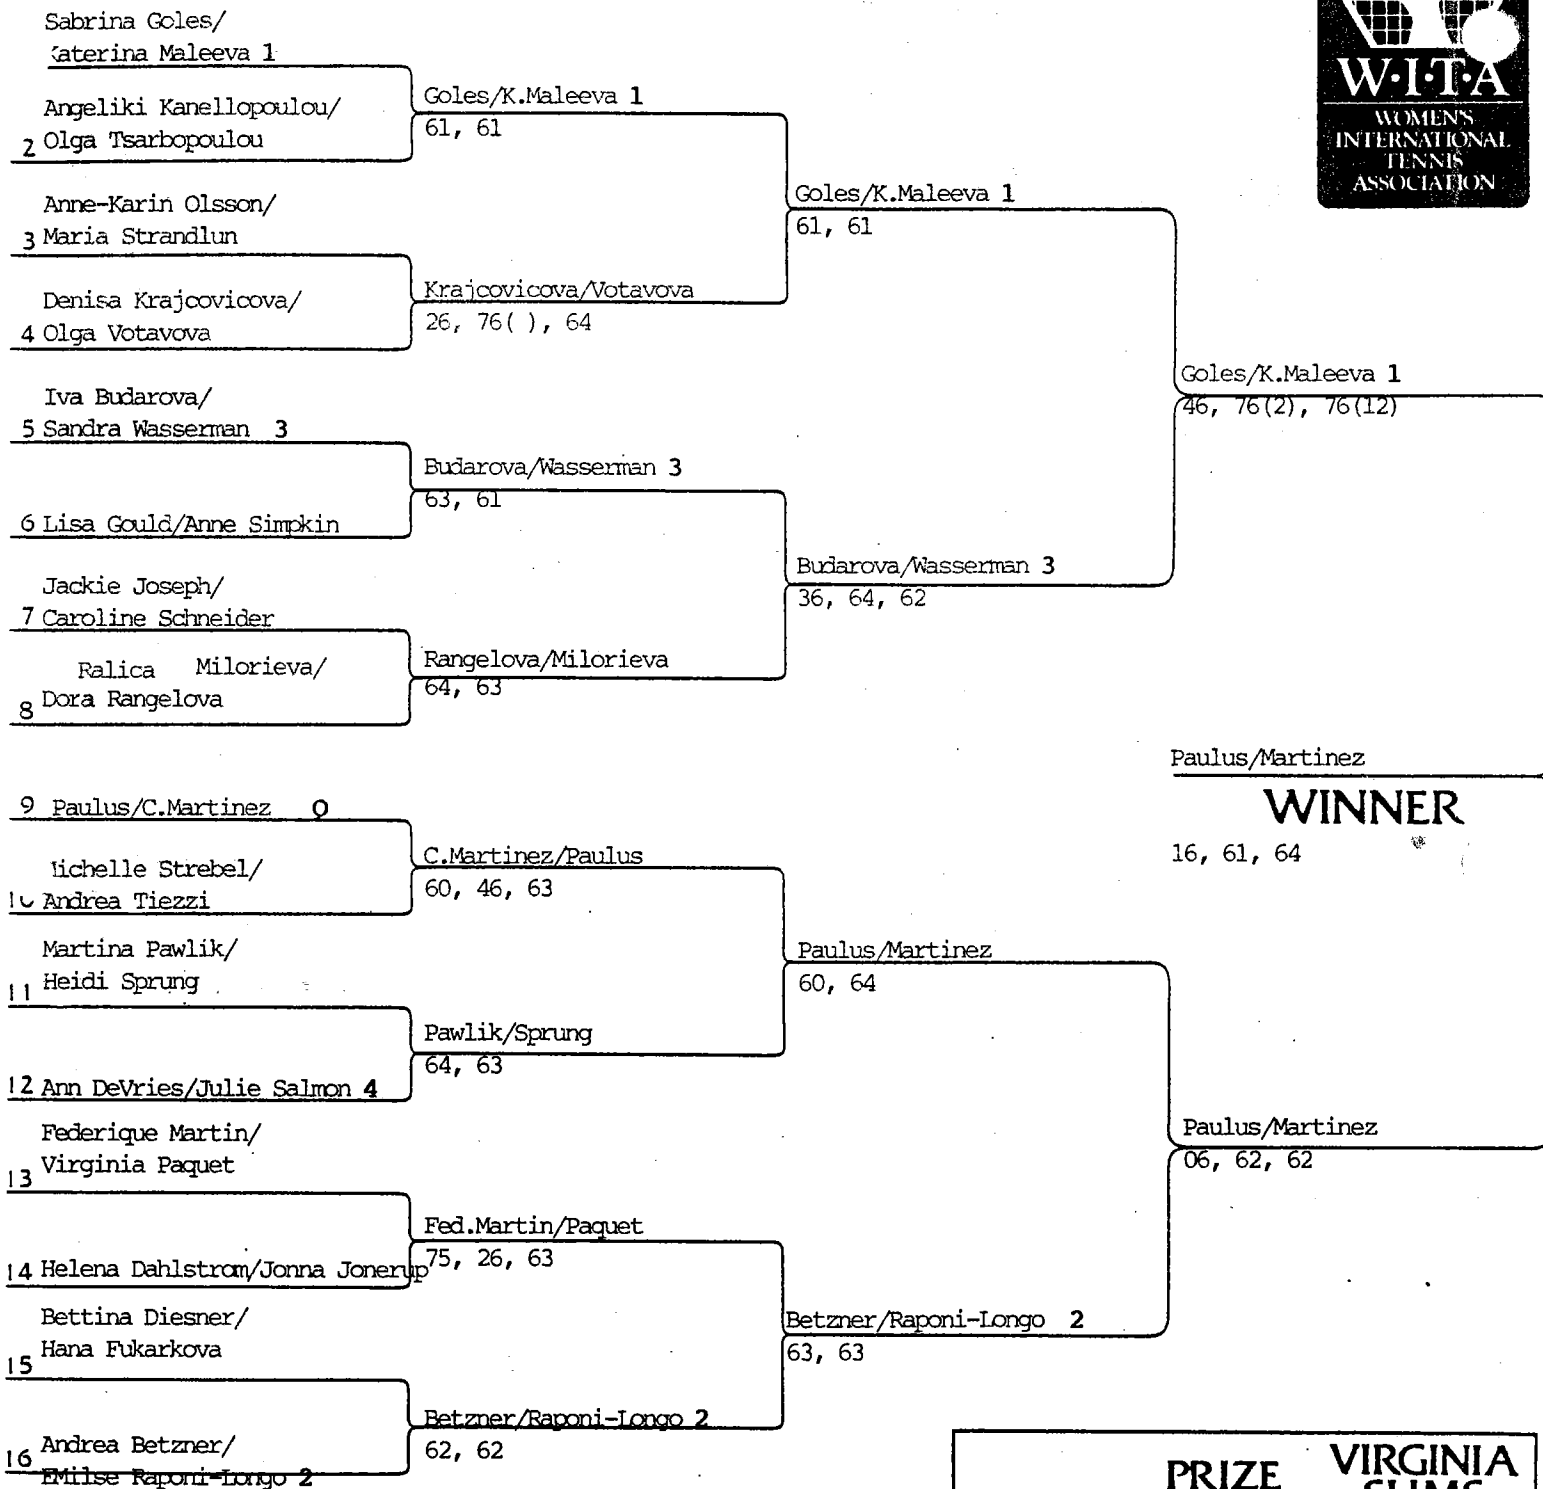 Sabrina Goles/
Katerina Maleeva 1
Angeliki Kanellopoulou/
2 Olga Tsarbopoulou
Anne-Karin Olsson/
3 Maria Strandlun
Denisa Krajcovicova/
4 Olga Votavova
Iva Budarova/
5 Sandra Wasserman 3
6 Lisa Gould/Anne Simpkin
Jackie Joseph/
7 Caroline Schneider
Ralica Milorieva/
8 Dora Rangelova
9 Paulus/C.Martinez Q
Michelle Strebel/
10 Andrea Tiezzi
Martina Pawlik/
11 Heidi Sprung
12 Ann DeVries/Julie Salmon 4
Federique Martin/
13 Virginia Paquet
14 Helena Dahlstrom/Jonna Jonerup
Bettina Diesner/
15 Hana Fukarkova
16 Andrea Betzner/
EMilse Raponi-Longo 2
Goles/K.Maleeva 1
61, 61
Krajcovicova/Votavova
26, 76( ), 64
Budarova/Wasserman 3
63, 61
Rangelova/Milorieva
64, 63
C.Martinez/Paulus
60, 46, 63
Pawlik/Sprung
64, 63
Fed.Martin/Paquet
75, 26, 63
Betzner/Raponi-Longo 2
62, 62
Goles/K.Maleeva 1
61, 61
Budarova/Wasserman 3
36, 64, 62
Paulus/Martinez
60, 64
Betzner/Raponi-Longo 2
63, 63
Goles/K.Maleeva 1
46, 76(2), 76(12)
Paulus/Martinez
06, 62, 62
Paulus/Martinez
WINNER
16, 61, 64
W·I·T·A
WOMEN'S
INTERNATIONAL
TENNIS
ASSOCIATION
PRIZE
VIRGINIA
SLIMS